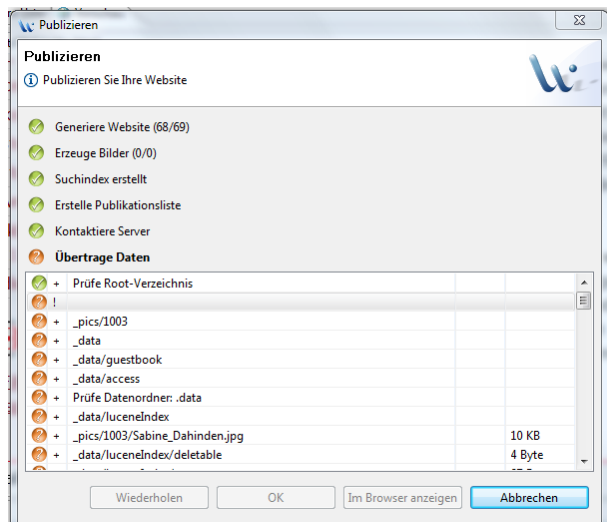 Publizieren
Publizieren
Publizieren Sie Ihre Website
Generiere Website (68/69)
Erzeuge Bilder (0/0)
Suchindex erstellt
Erstelle Publikationsliste
Kontaktiere Server
Übertrage Daten
+ Prüfe Root-Verzeichnis
!
+ _pics/1003
+ _data
+ _data/guestbook
+ _data/access
+ Prüfe Datenordner: .data
+ _data/luceneIndex
+ _pics/1003/Sabine_Dahinden.jpg 10 KB
+ _data/luceneIndex/deletable 4 Byte
Wiederholen OK Im Browser anzeigen Abbrechen